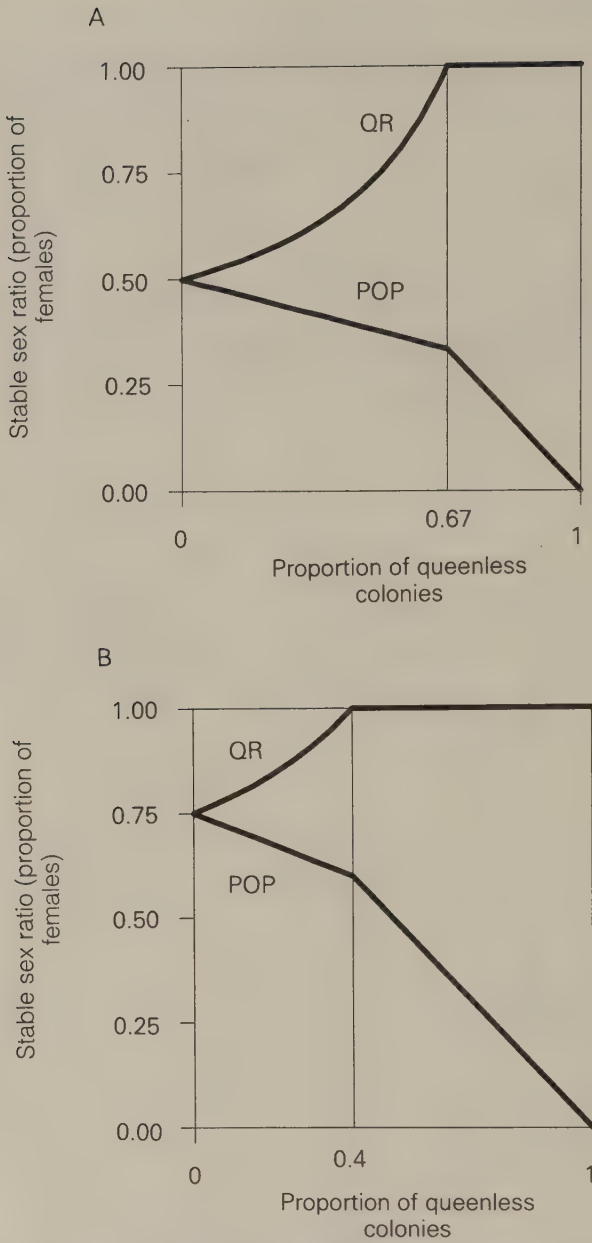 A
Stable sex ratio (proportion of
females)
1.00
0.75
0.50
0.25
0.00
QR
POP
0
0.67
1
Proportion of queenless
colonies
B
Stable sex ratio (proportion of
females)
1.00
0.75
0.50
0.25
0.00
QR
POP
0
0.4
1
Proportion of queenless
colonies